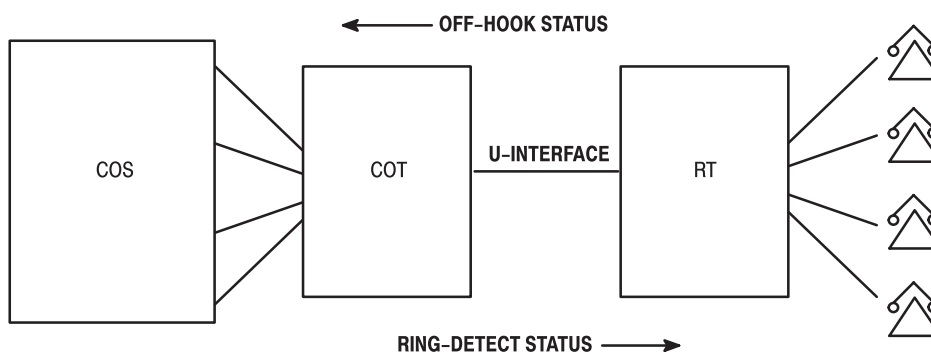 OFF–HOOK STATUS
COS
COT
U–INTERFACE
RT
RING–DETECT STATUS